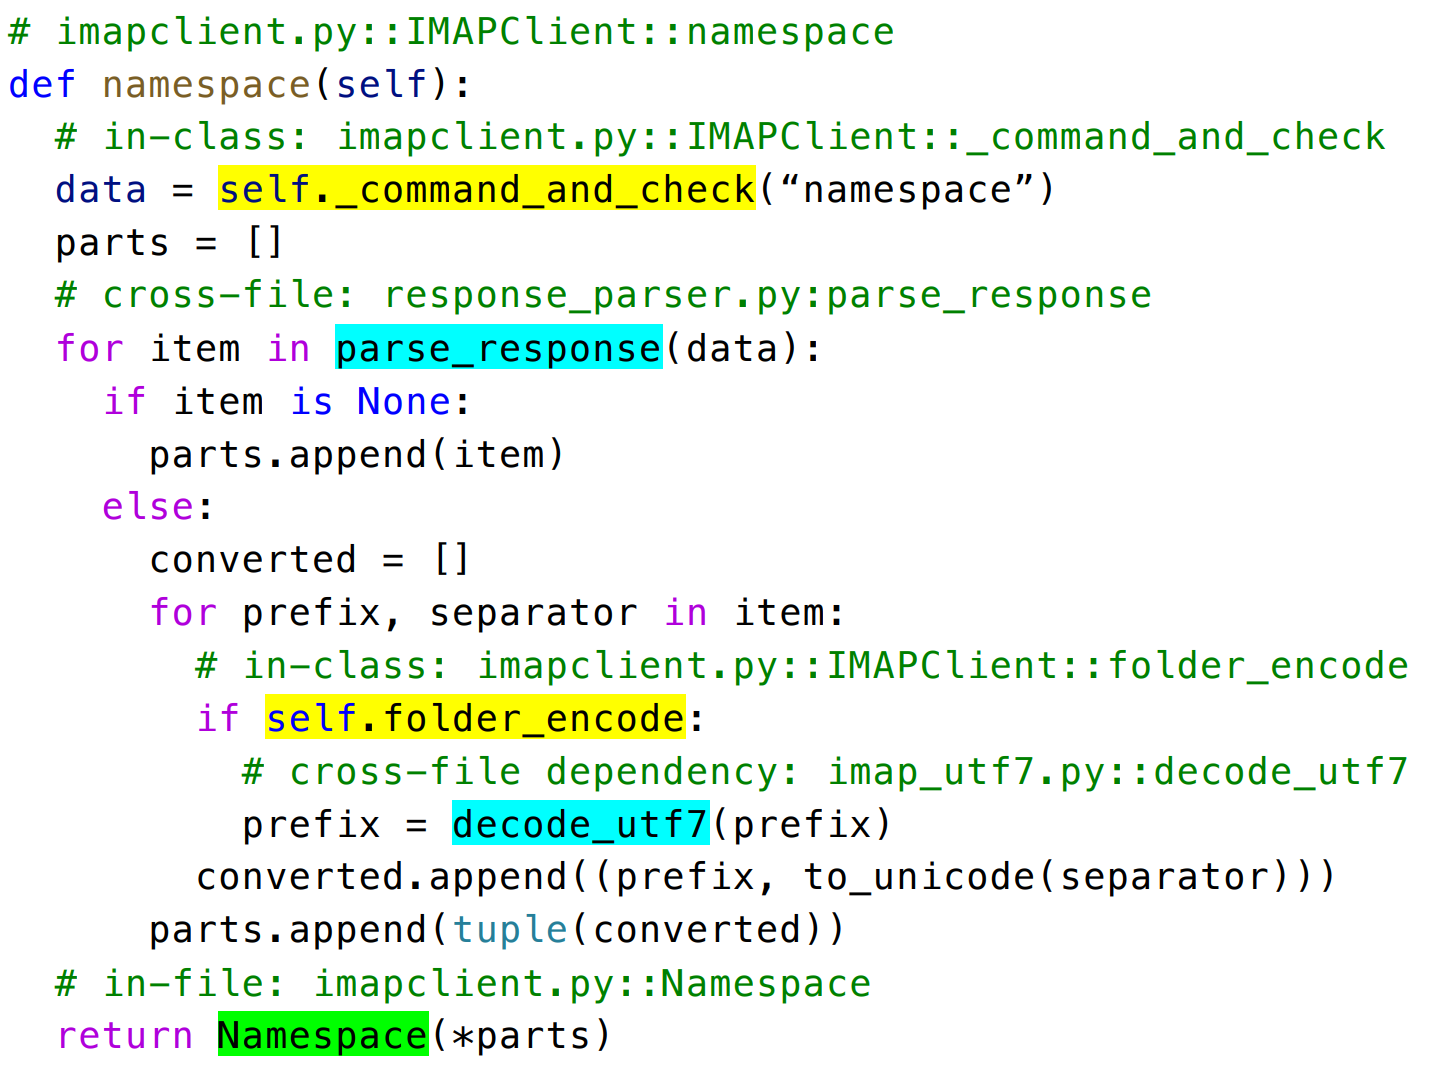 # imapclient.py::IMAPClient::namespace
def namespace(self):
  # in-class: imapclient.py::IMAPClient::_command_and_check
  data = self._command_and_check(“namespace”)
  parts = []
  # cross-file: response_parser.py:parse_response
  for item in parse_response(data):
    if item is None:
      parts.append(item)
    else:
      converted = []
      for prefix, separator in item:
        # in-class: imapclient.py::IMAPClient::folder_encode
        if self.folder_encode:
          # cross-file dependency: imap_utf7.py::decode_utf7
          prefix = decode_utf7(prefix)
        converted.append((prefix, to_unicode(separator)))
      parts.append(tuple(converted))
  # in-file: imapclient.py::Namespace
  return Namespace(*parts)